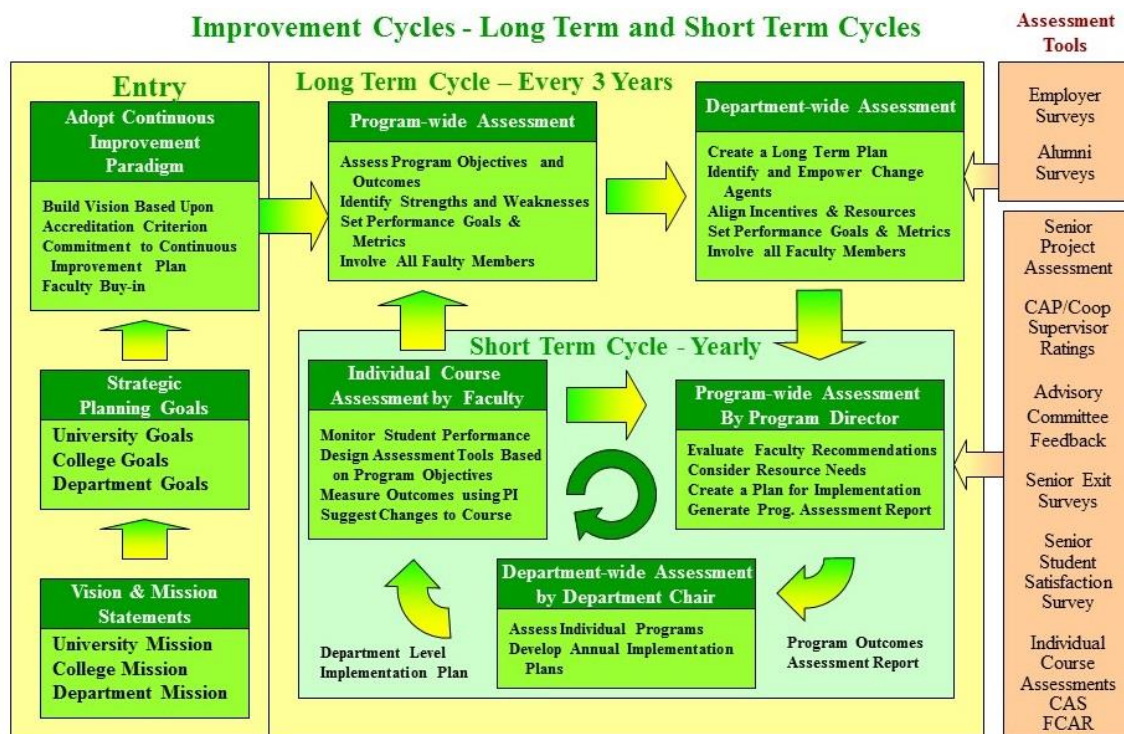 Improvement Cycles - Long Term and Short Term Cycles
Assessment
Tools
Entry
Adopt Continuous
Improvement
Paradigm
Build Vision Based Upon
Accreditation Criterion
Commitment to Continuous
Improvement Plan
Faculty Buy-in
Strategic
Planning Goals
University Goals
College Goals
Department Goals
Vision & Mission
Statements
University Mission
College Mission
Department Mission
Long Term Cycle – Every 3 Years
Program-wide Assessment
Assess Program Objectives and
Outcomes
Identify Strengths and Weaknesses
Set Performance Goals &
Metrics
Involve All Faulty Members
Department-wide Assessment
Create a Long Term Plan
Identify and Empower Change
Agents
Align Incentives & Resources
Set Performance Goals & Metrics
Involve all Faulty Members
Short Term Cycle - Yearly
Individual Course
Assessment by Faculty
Monitor Student Performance
Design Assessment Tools Based
on Program Objectives
Measure Outcomes using PI
Suggest Changes to Course
Program-wide Assessment
By Program Director
Evaluate Faculty Recommendations
Consider Resource Needs
Create a Plan for Implementation
Generate Prog. Assessment Report
Department-wide Assessment
by Department Chair
Assess Individual Programs
Develop Annual Implementation
Plans
Department Level
Implementation Plan
Program Outcomes
Assessment Report
Employer
Surveys
Alumni
Surveys
Senior
Project
Assessment
CAP/Coop
Supervisor
Ratings
Advisory
Committee
Feedback
Senior Exit
Surveys
Senior
Student
Satisfaction
Survey
Individual
Course
Assessments
CAS
FCAR